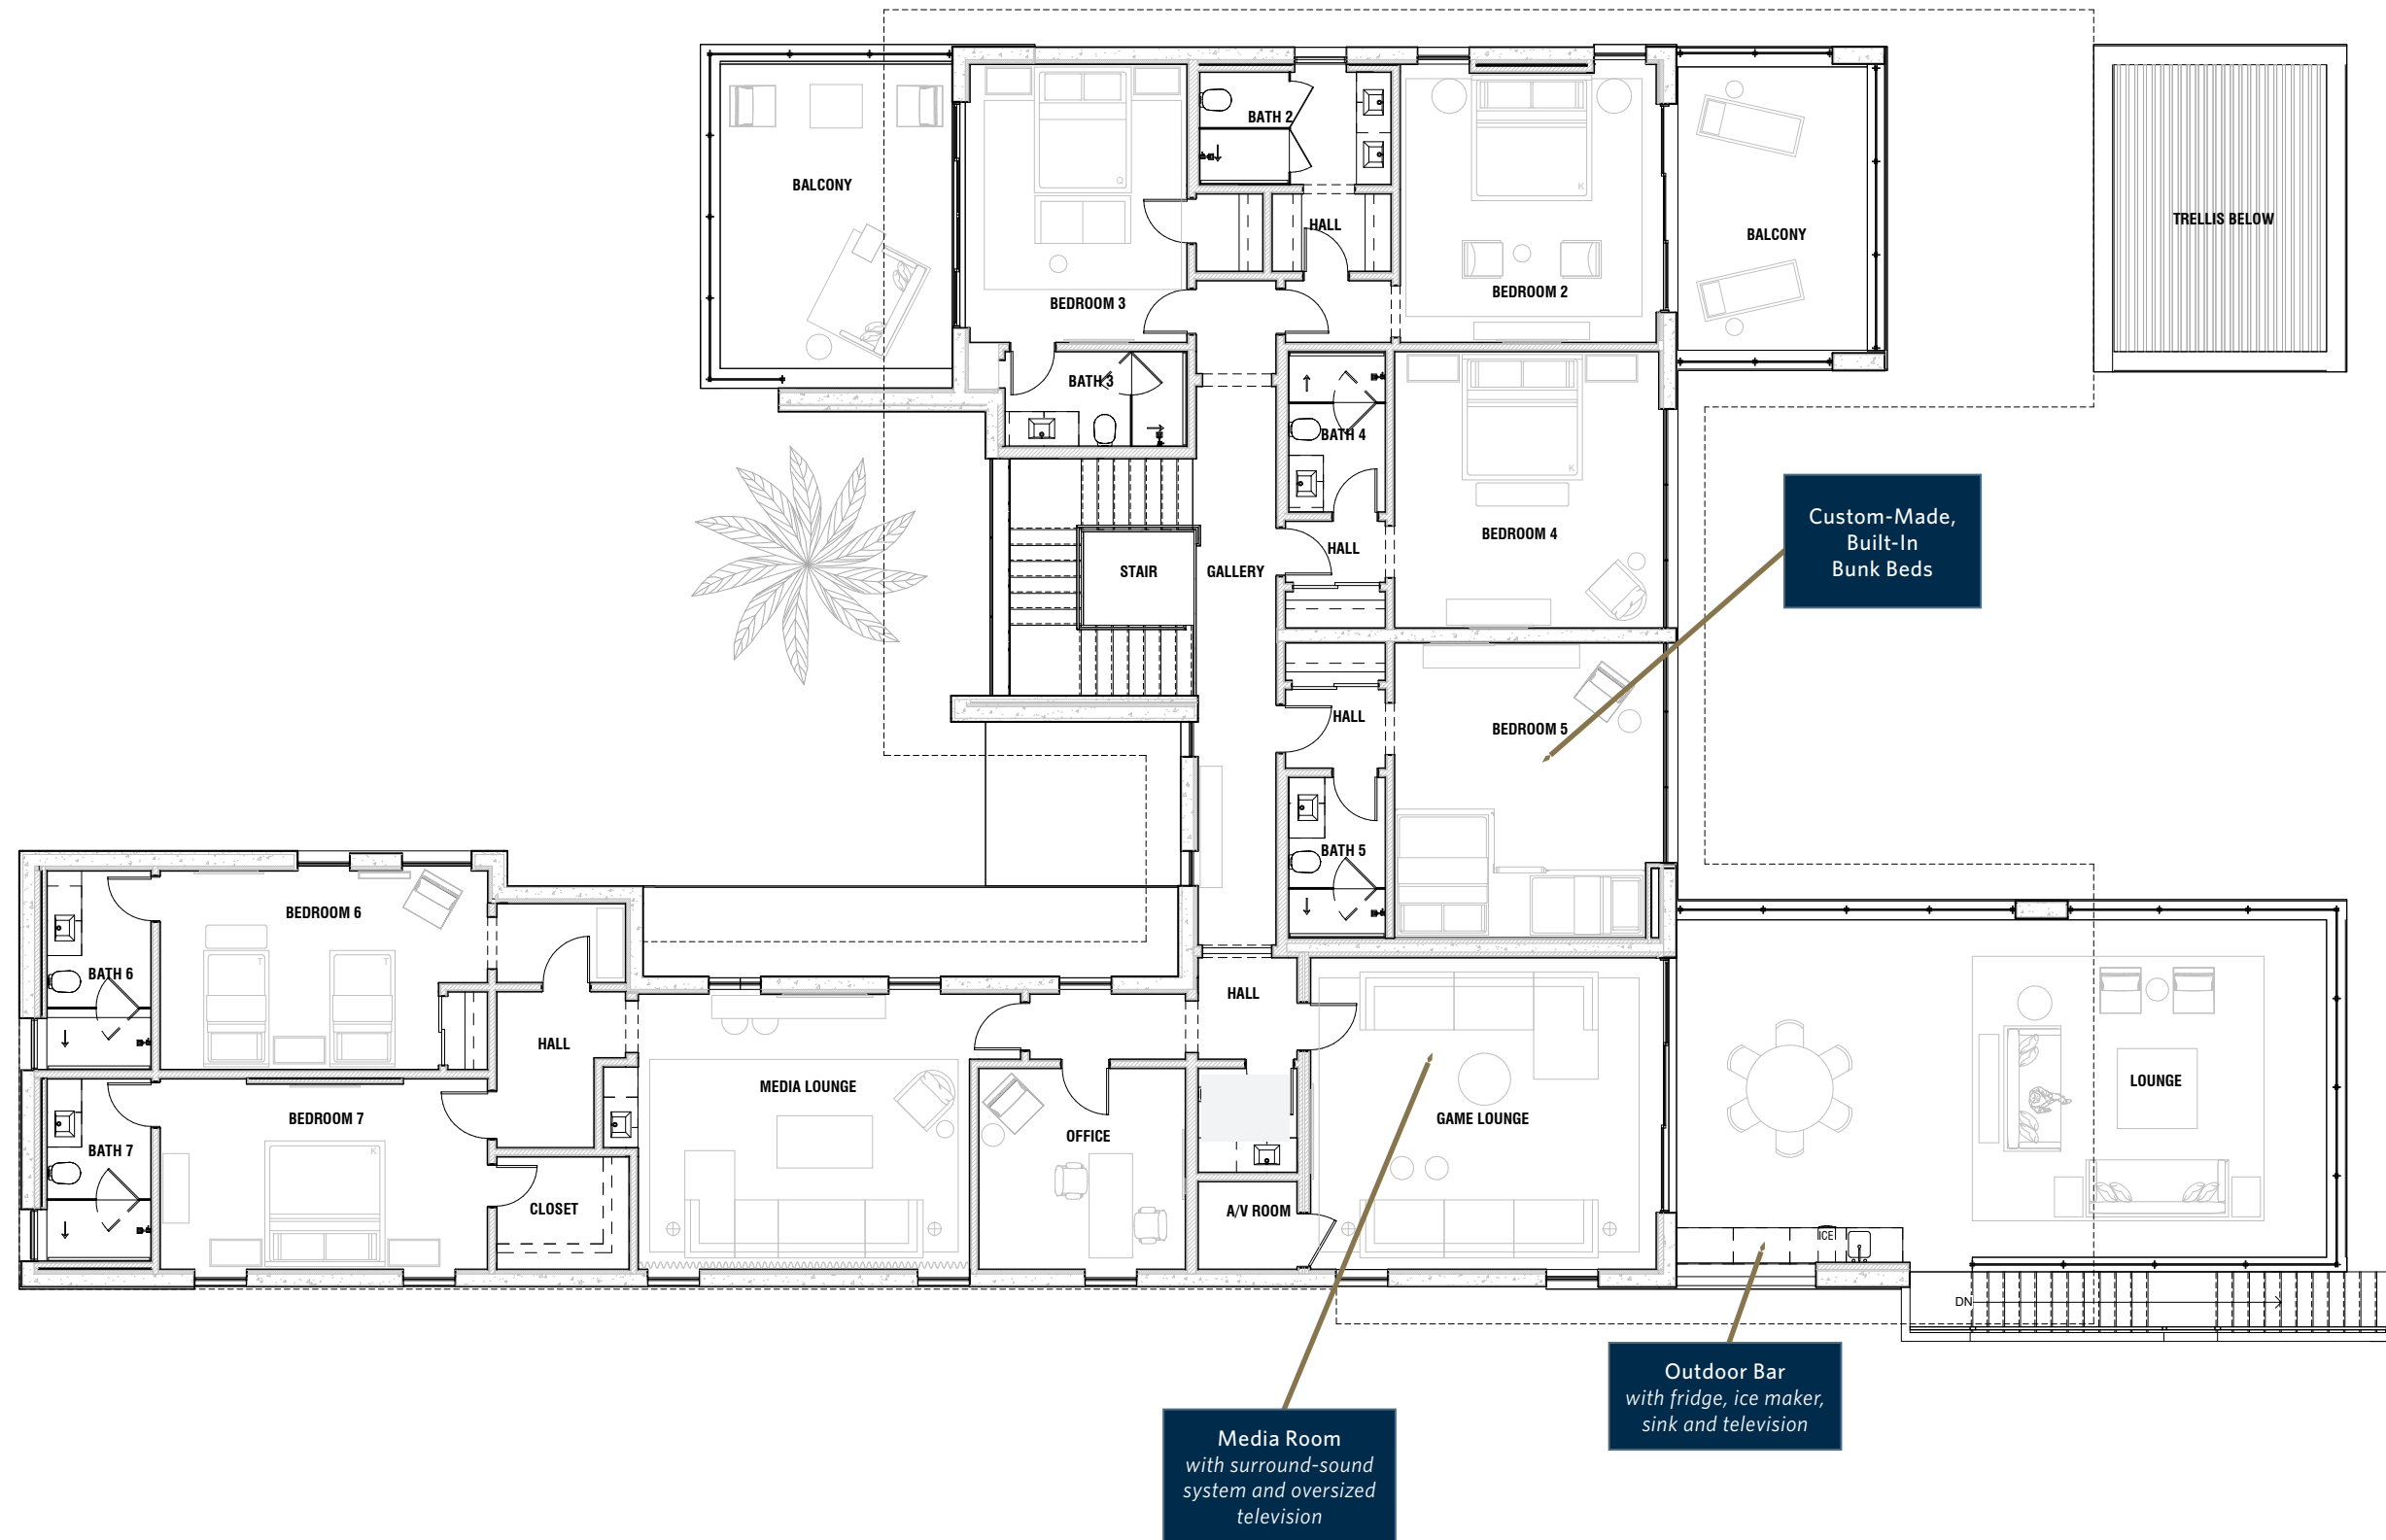 BATH 2
BALCONY
TRELLIS BELOW
HALL
BALCONY
Q
K
BEDROOM 3
BEDROOM 2
BATH 3
BATH 4
K
Custom-Made,
Built-In
Bunk Beds
BEDROOM 4
HALL
STAIR
GALLERY
HALL
BEDROOM 5
BATH 5
BEDROOM 6
T
T
BATH 6
HALL
HALL
MEDIA LOUNGE
LOUNGE
BEDROOM 7
GAME LOUNGE
OFFICE
K
BATH 7
CLOSET
A/V ROOM
ICE
DN
Outdoor Bar
with fridge, ice maker,
sink and television
Media Room
with surround-sound
system and oversized
television